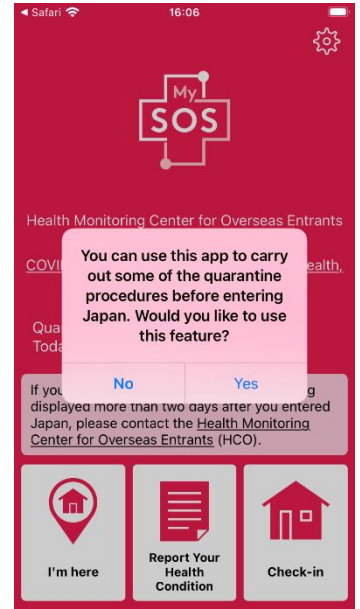 Safari
16:06
My
SOS
Health Monitoring Center for Overseas Entrants
You can use this app to carry
out some of the quarantine
procedures before entering
Japan. Would you like to use
this feature?
No
Yes
If you
displayed more than two days after you entered
Japan, please contact the Health Monitoring
Center for Overseas Entrants (HCO).
I'm here
Report Your
Health
Condition
Check-in